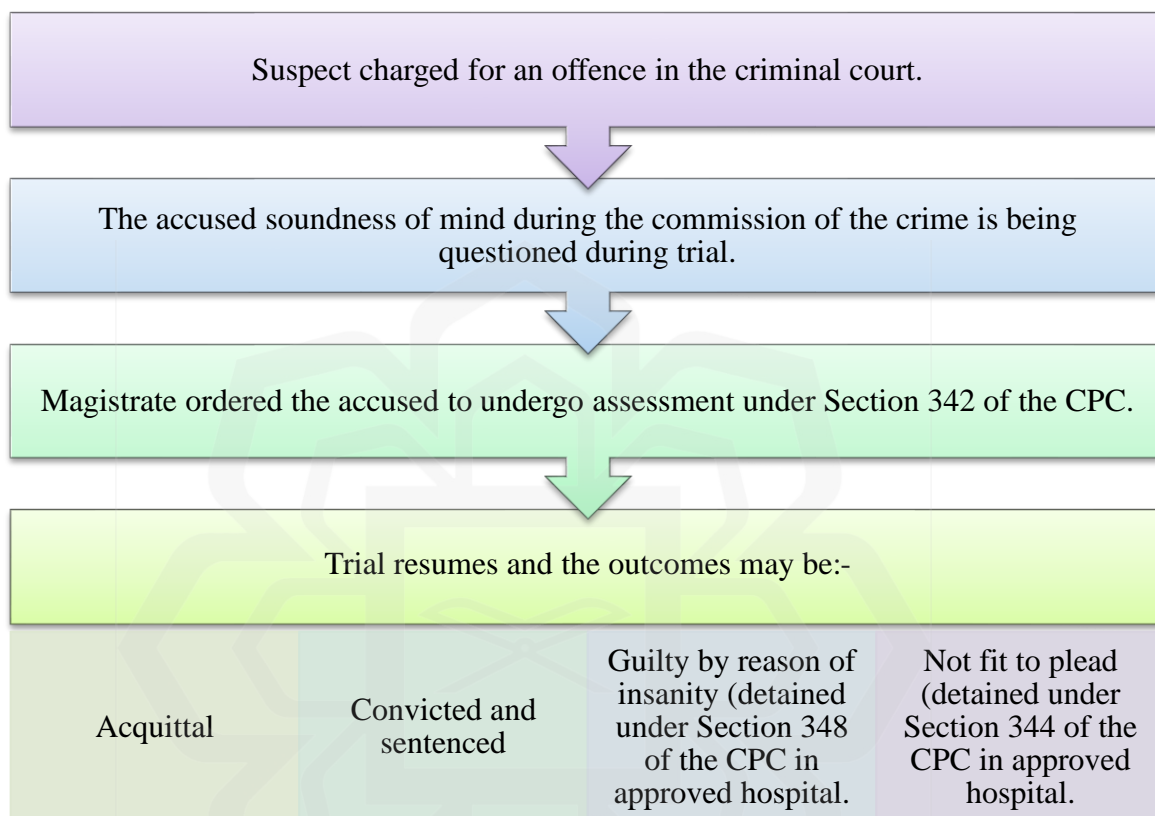 Suspect charged for an offence in the criminal court.
The accused soundness of mind during the commission of the crime is being
questioned during trial.
Magistrate ordered the accused to undergo assessment under Section 342 of the CPC.
Trial resumes and the outcomes may be:-
Acquittal
Convicted and
sentenced
Guilty by reason of
insanity (detained
under Section 348
of the CPC in
approved hospital.
Not fit to plead
(detained under
Section 344 of the
CPC in approved
hospital.